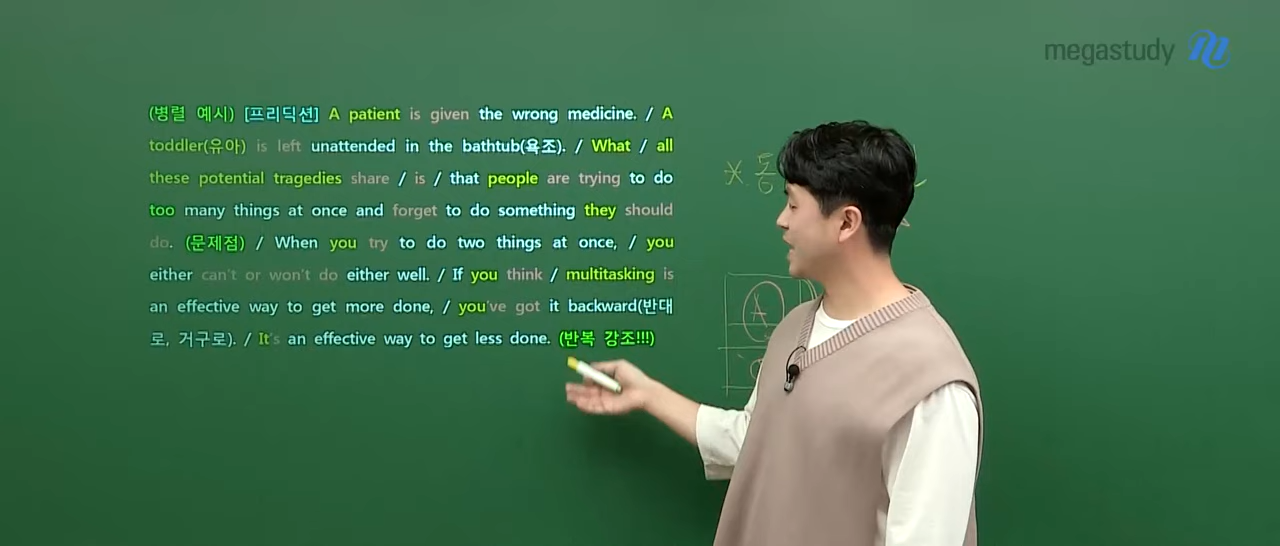 megastudy
(병렬 예시) [프리딕션] A patient is given the wrong medicine. / A
toddler(유아) is left unattended in the bathtub(욕조). / What / all
these potential tragedies share / is / that people are trying to do
too many things at once and forget to do something they should
do. (문제점) / When you try to do two things at once, / you
either can't or won't do either well. / If you think / multitasking is
an effective way to get more done, / you've got it backward(반대
로, 거구로). / It's an effective way to get less done. (반복 강조!!!)
A